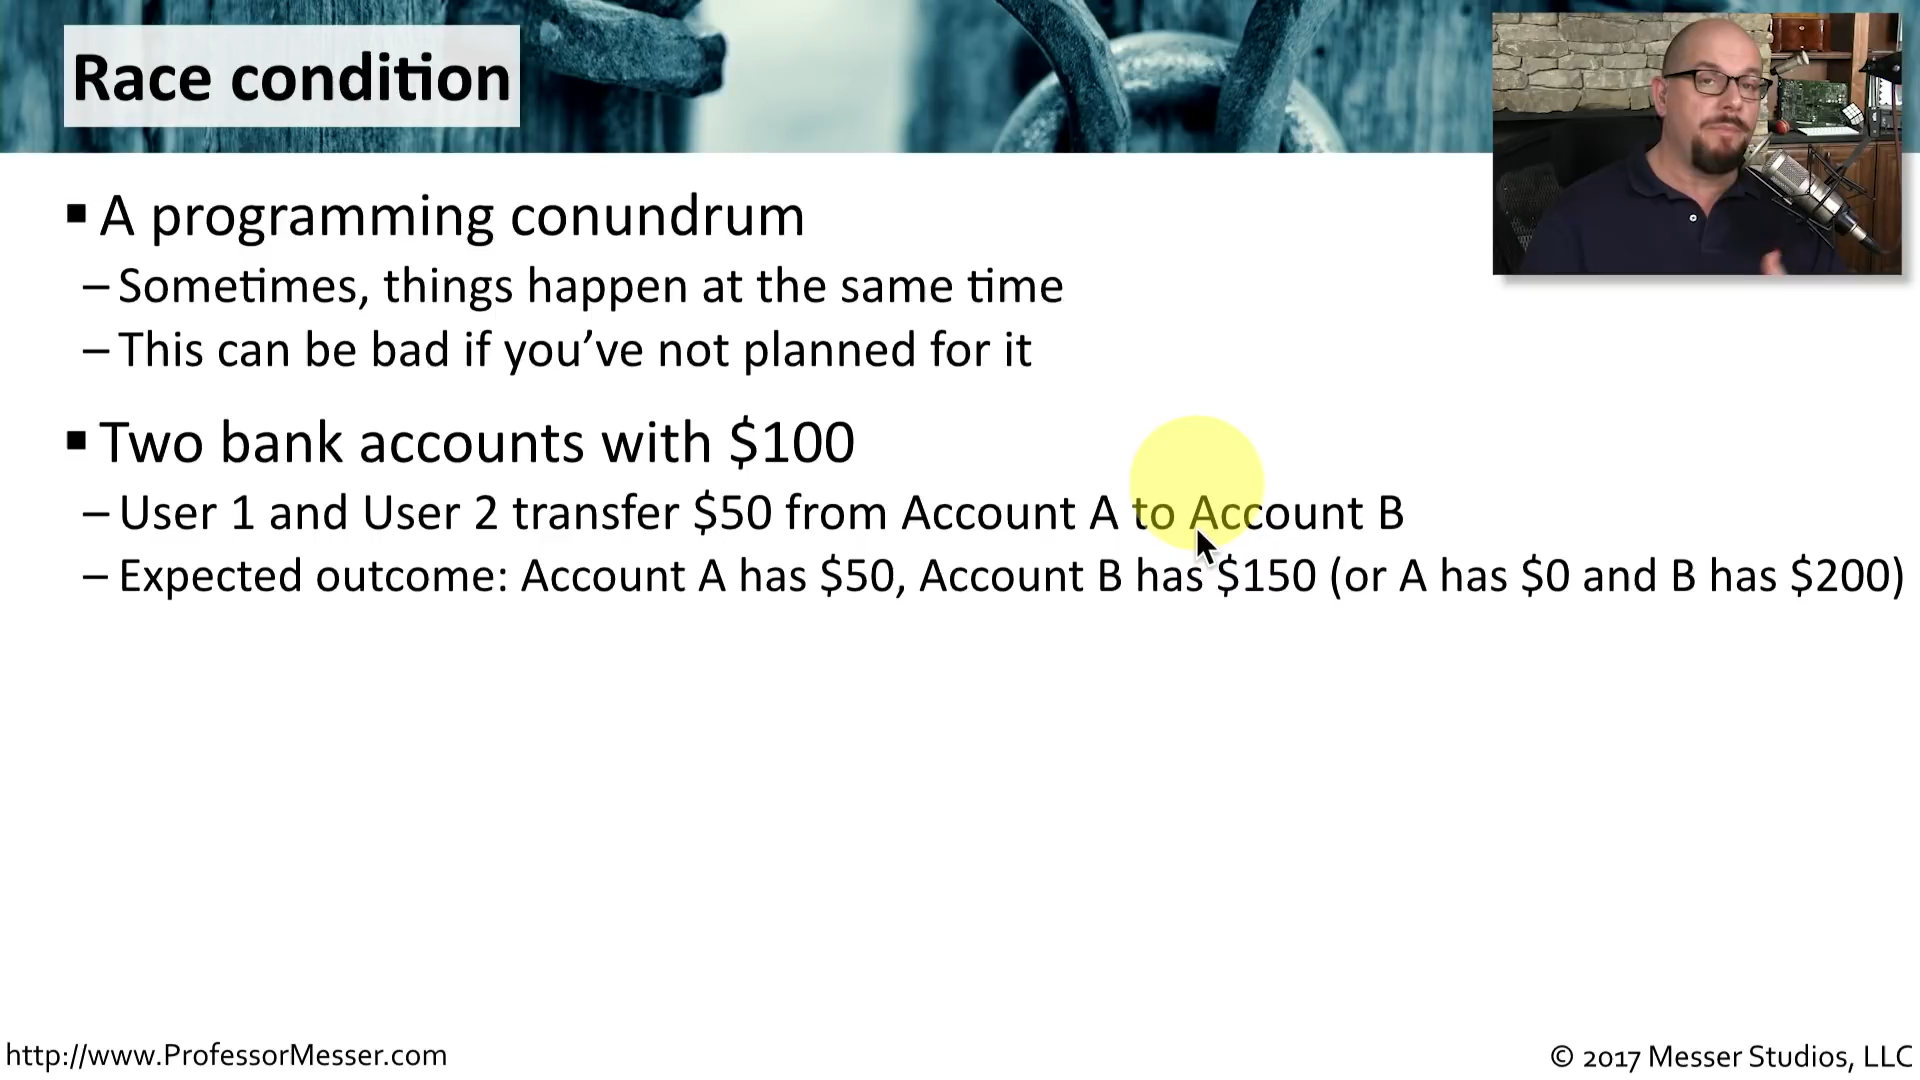 Race condition
▪ A programming conundrum
– Sometimes, things happen at the same time
– This can be bad if you’ve not planned for it
▪ Two bank accounts with $100
– User 1 and User 2 transfer $50 from Account A to Account B
– Expected outcome: Account A has $50, Account B has $150 (or A has $0 and B has $200)
http://www.ProfessorMesser.com
© 2017 Messer Studios, LLC